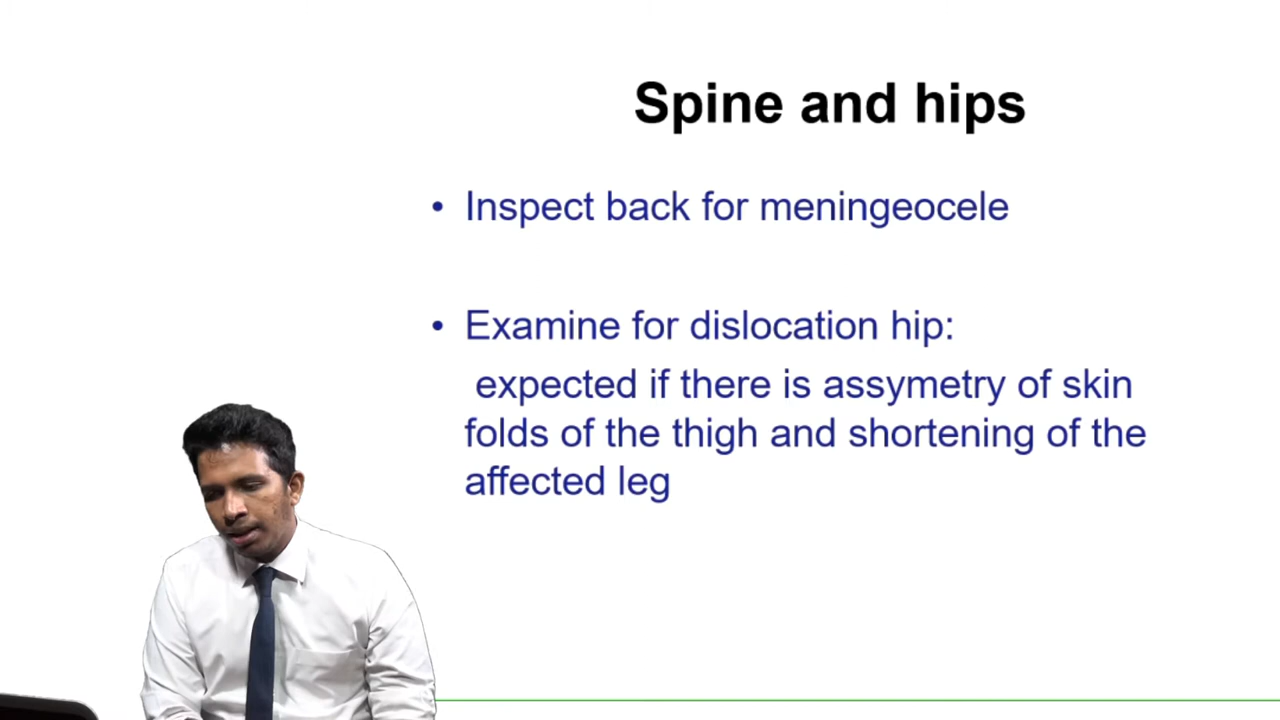 Spine and hips
• Inspect back for meningeocele
• Examine for dislocation hip:
expected if there is assymetry of skin
folds of the thigh and shortening of the
affected leg